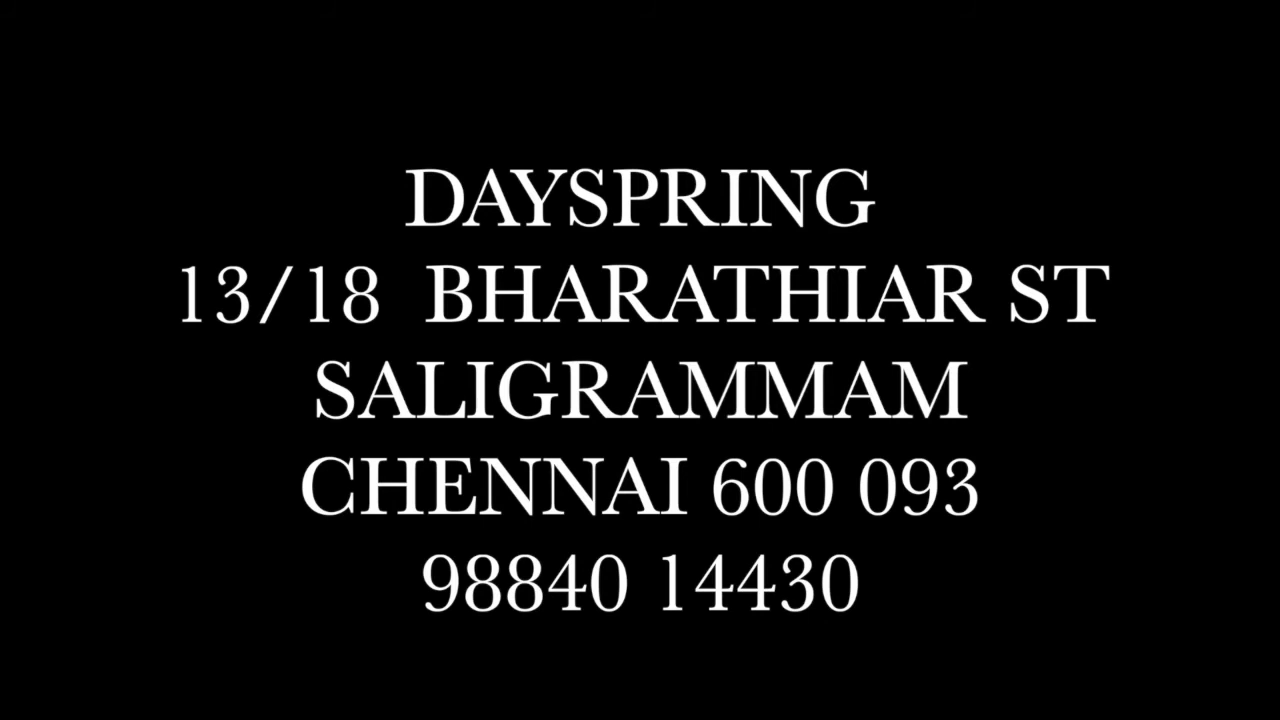 DAYSPRING
13/18 BHARATHIAR ST
SALIGRAMMAM
CHENNAI 600 093
98840 14430